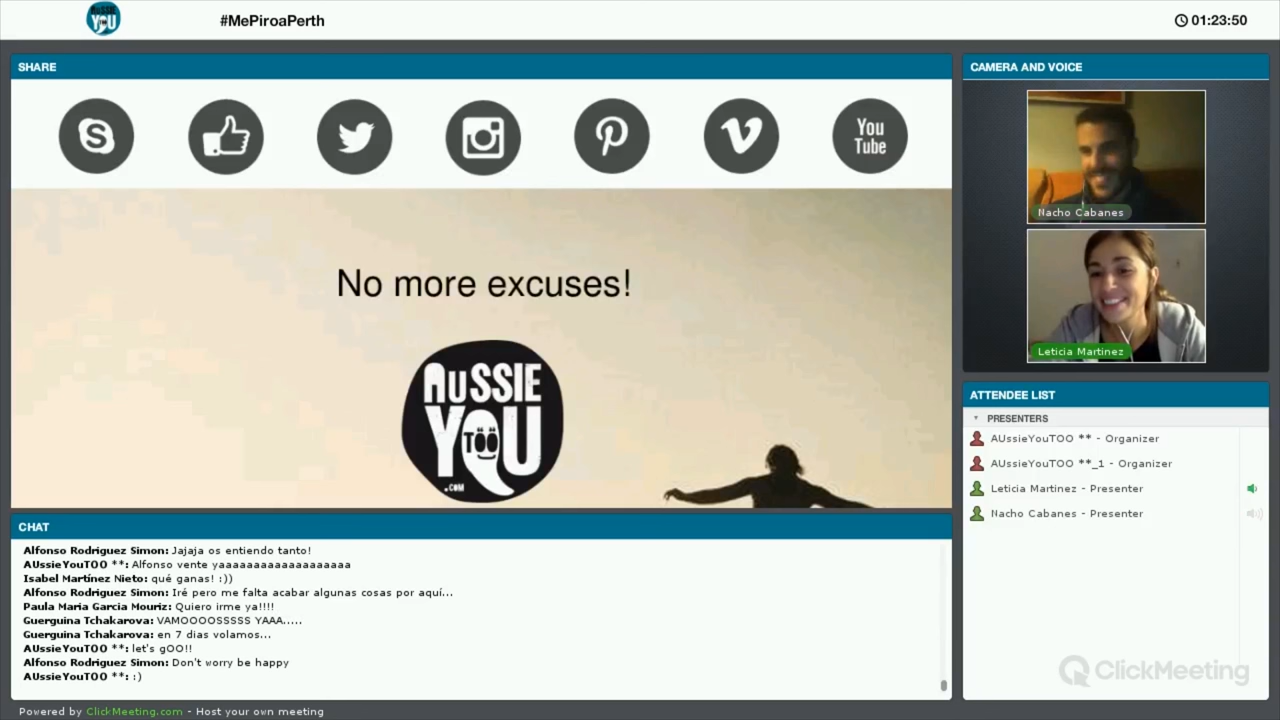 AUSSIE
YOU
TOO
#MePiroaPerth
01:23:50
SHARE
You
Tube
No more excuses!
AUSSIE
YOU
TOO
.COM
CHAT
Alfonso Rodriguez Simon: Jajaja os entiendo tanto!
AUssieYouTOO **: Alfonso vente yaaaaaaaaaaaaaaaaaaa
Isabel Martínez Nieto: qué ganas! :))
Alfonso Rodriguez Simon: Iré pero me falta acabar algunas cosas por aquí...
Paula Maria Garcia Mouriz: Quiero irme ya!!!!
Guerguina Tchakarova: VAMOOOOSSSSS YAAA.....
Guerguina Tchakarova: en 7 dias volamos...
AUssieYouTOO **: let's gOO!!
Alfonso Rodriguez Simon: Don't worry be happy
AUssieYouTOO **: :)
CAMERA AND VOICE
Nacho Cabanes
Leticia Martinez
ATTENDEE LIST
PRESENTERS
AUssieYouTOO ** - Organizer
AUssieYouTOO **_1 - Organizer
Leticia Martinez - Presenter
Nacho Cabanes - Presenter
ClickMeeting
Powered by ClickMeeting.com - Host your own meeting